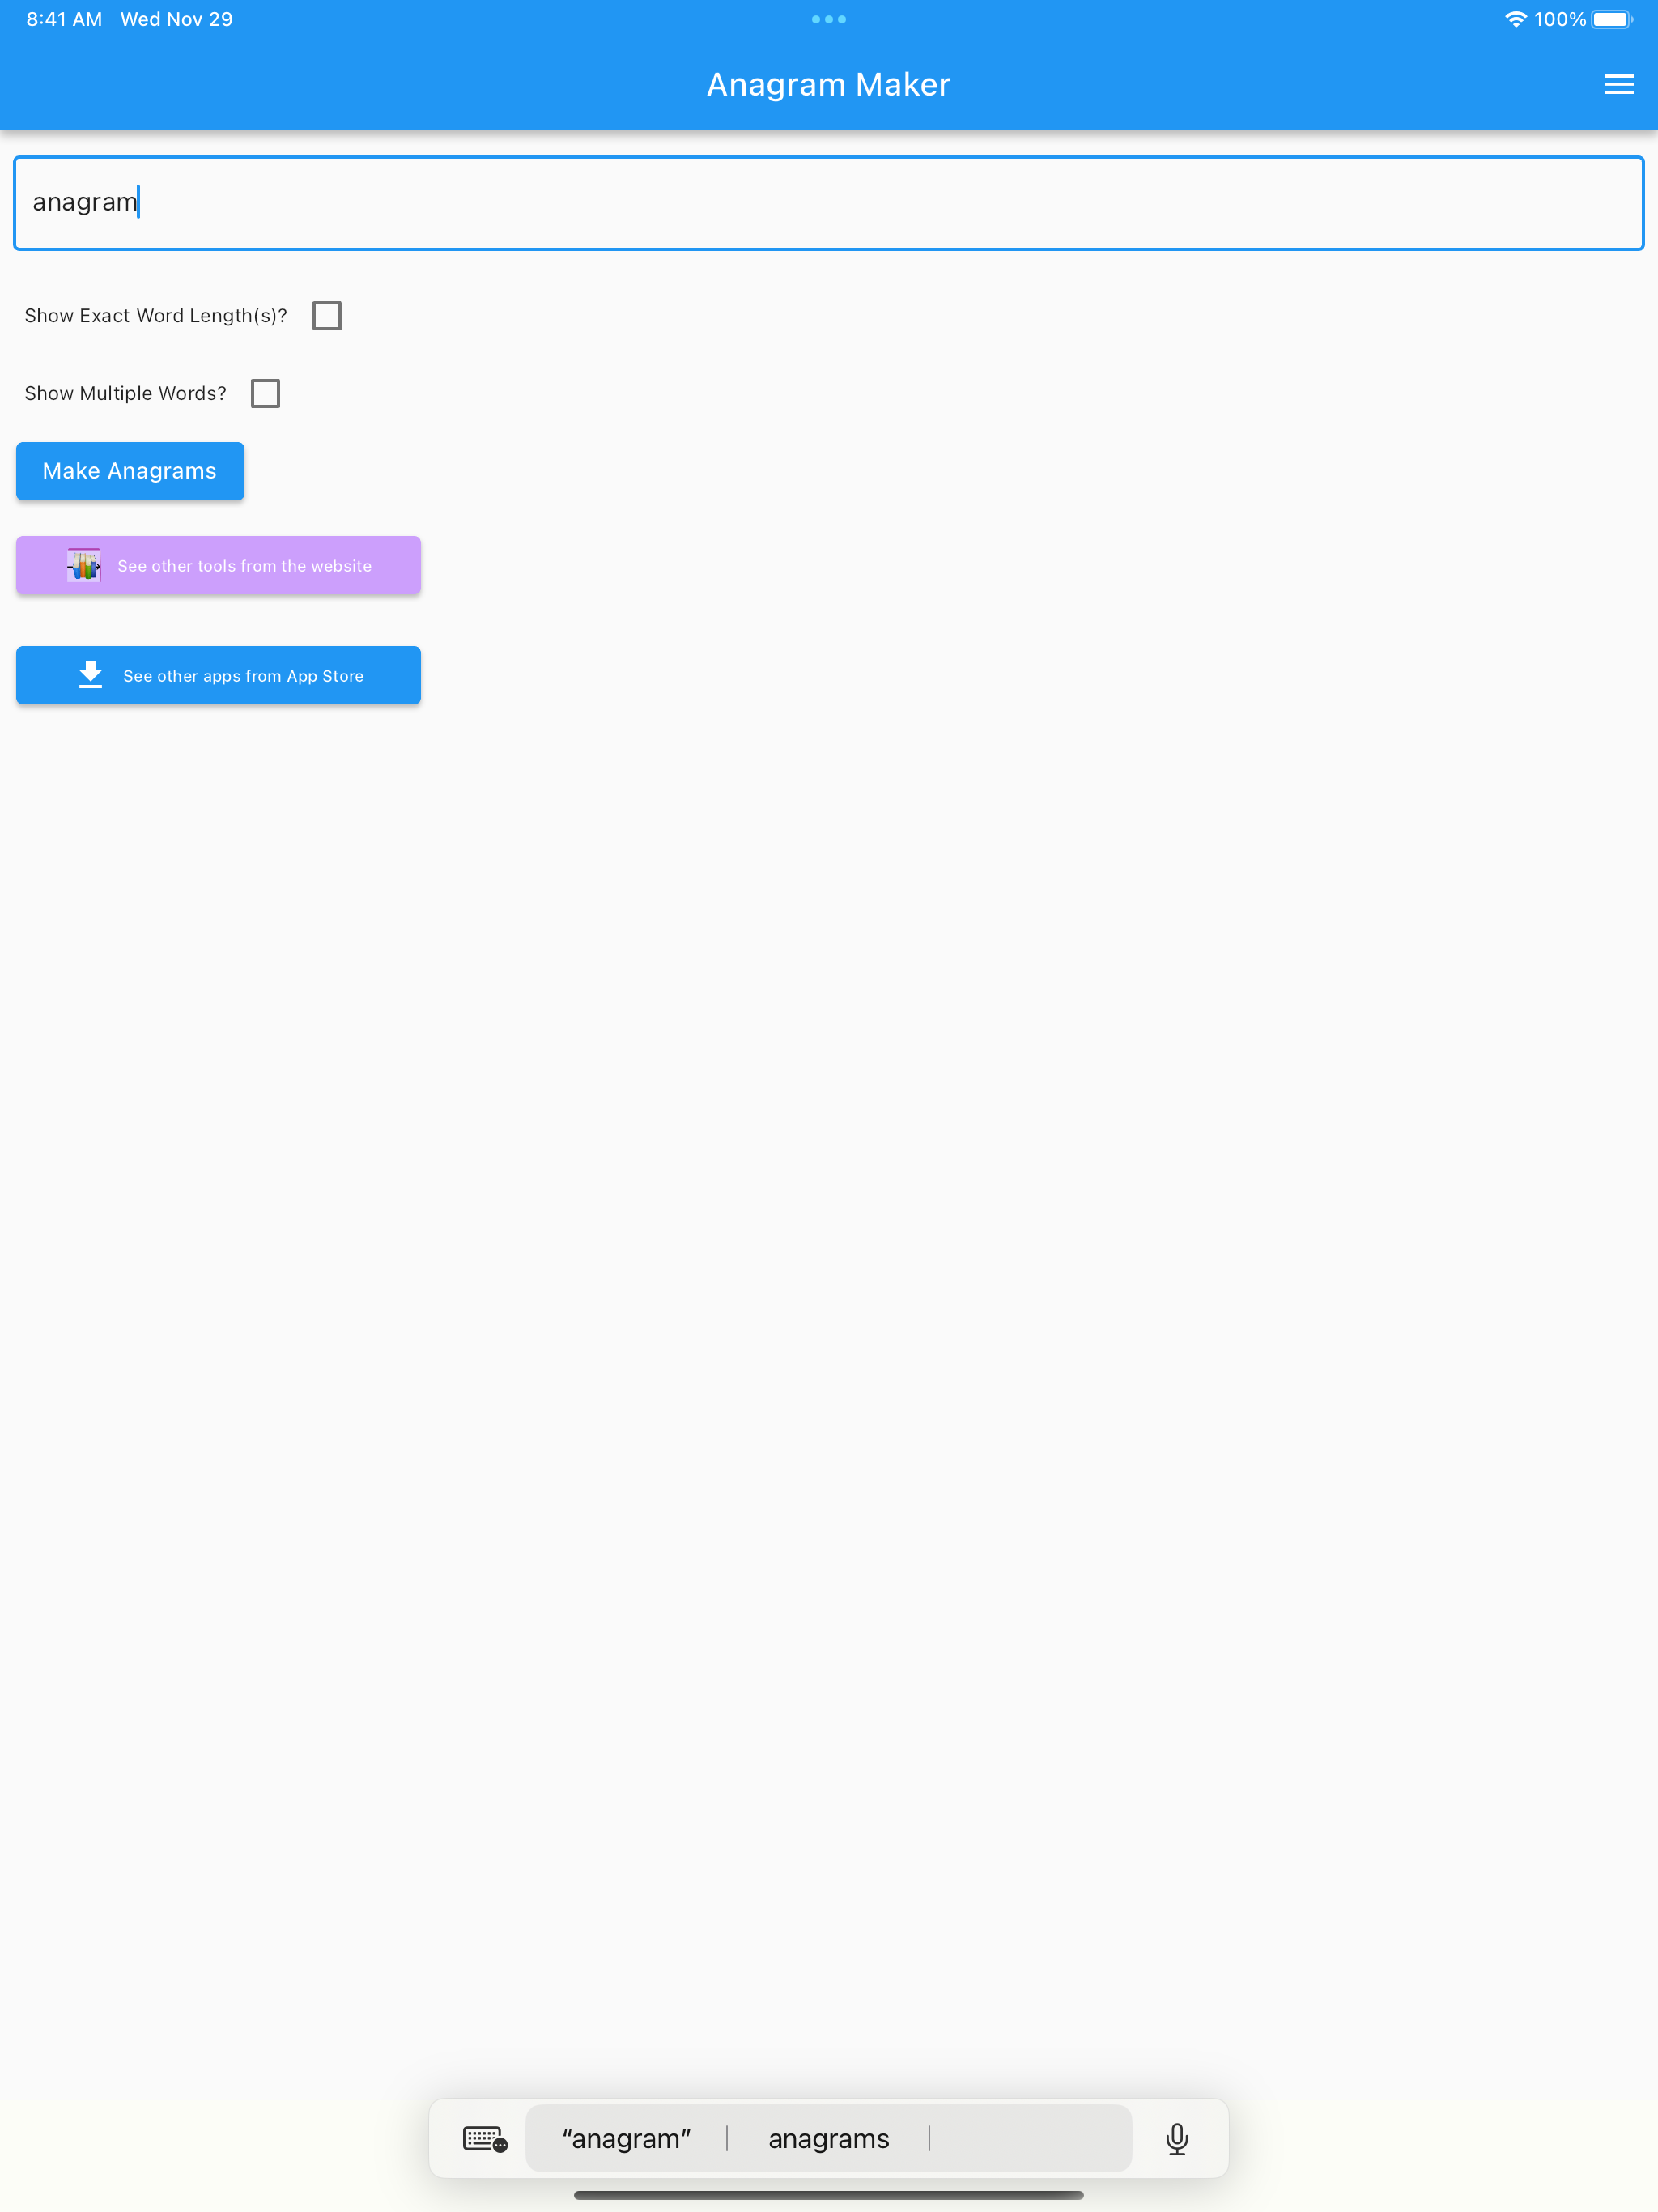 8:41 AM Wed Nov 29 100%
Anagram Maker
anagram
Show Exact Word Length(s)?
Show Multiple Words?
Make Anagrams
See other tools from the website
See other apps from App Store
“anagram” anagrams